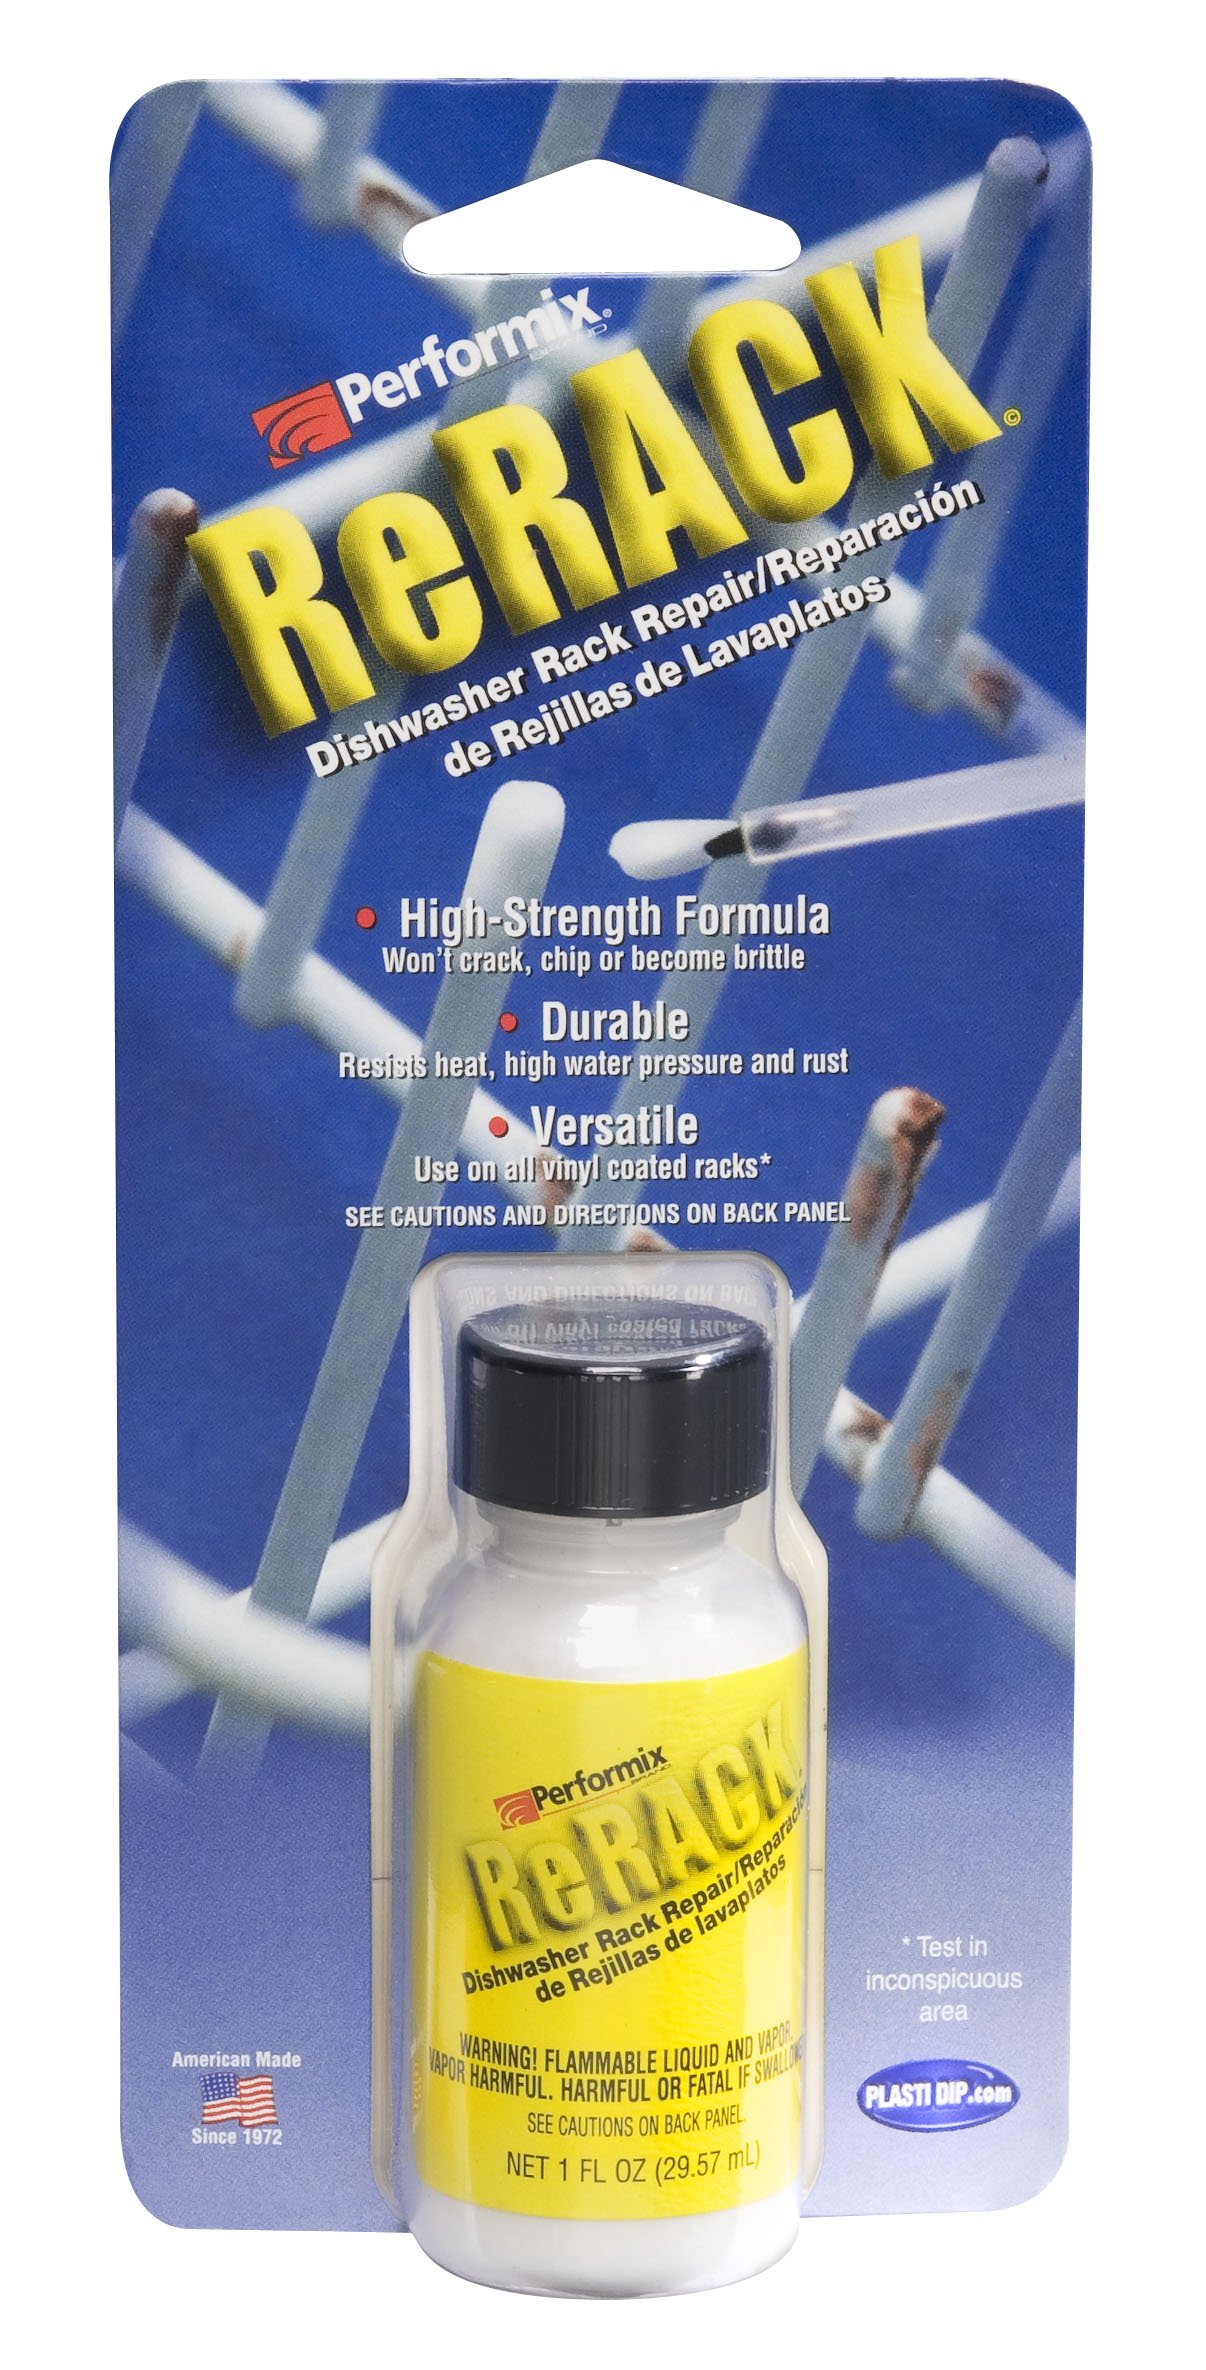 Performix®
BRAND
ReRACK©
Dishwasher Rack Repair/Reparación
de Rejillas de Lavaplatos
• High-Strength Formula
Won't crack, chip or become brittle
• Durable
Resists heat, high water pressure and rust
• Versatile
Use on all vinyl coated racks*
SEE CAUTIONS AND DIRECTIONS ON BACK PANEL
Performix
BRAND
ReRACK
Dishwasher Rack Repair/Reparación
de Rejillas de lavaplatos
WARNING! FLAMMABLE LIQUID AND VAPOR.
VAPOR HARMFUL. HARMFUL OR FATAL IF SWALLOWE
SEE CAUTIONS ON BACK PANEL.
NET 1 FL OZ (29.57 mL)
American Made
Since 1972
* Test in
inconspicuous
area
PLASTI DIP.com